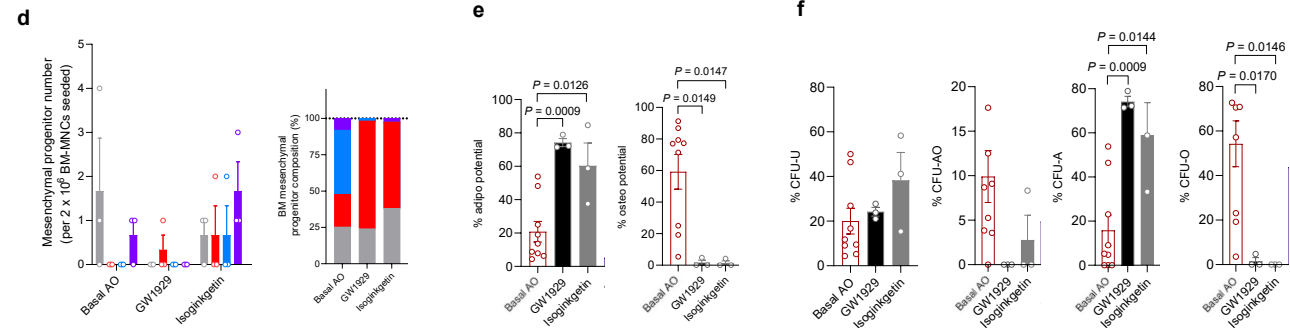 d
Mesenchymal progenitor number
(per 2 x 10⁶ BM-MNCs seeded)
5
4
3
2
1
0
Basal AO
GW1929
Isoginkgetin
BM mesenchymal
progenitor composition (%)
100
75
50
25
0
Basal AO
GW1929
Isoginkgetin
e
% adipo potential
100
80
60
40
20
0
P = 0.0126
P = 0.0009
Basal AO
GW1929
Isoginkgetin
% osteo potential
100
80
60
40
20
0
P = 0.0147
P = 0.0149
Basal AO
GW1929
Isoginkgetin
f
% CFU-U
80
60
40
20
0
Basal AO
GW1929
Isoginkgetin
% CFU-AO
20
15
10
5
0
Basal AO
GW1929
Isoginkgetin
% CFU-A
80
60
40
20
0
P = 0.0144
P = 0.0009
Basal AO
GW1929
Isoginkgetin
% CFU-O
80
60
40
20
0
P = 0.0146
P = 0.0170
Basal AO
GW1929
Isoginkgetin